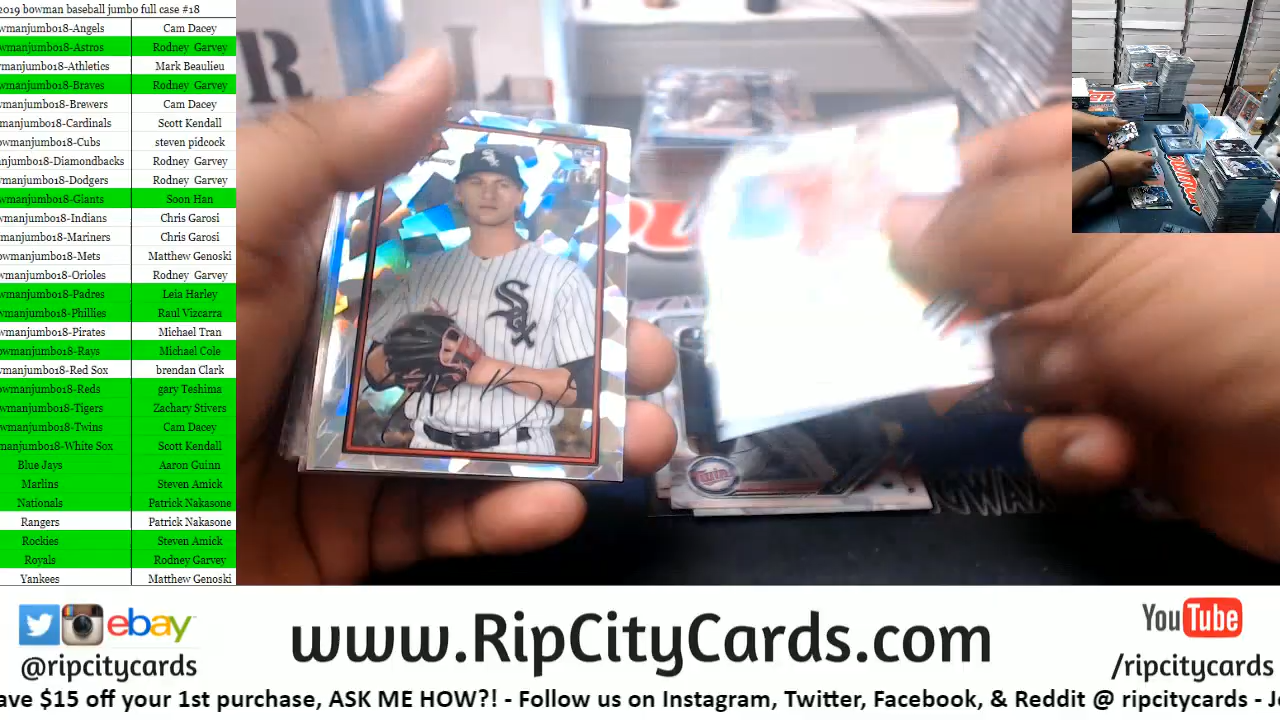 2019 bowman baseball jumbo full case #18
wmanjumbo18-Angels Cam Dacey
wmanjumbo18-Astros Rodney Garvey
manjumbo18-Athletics Mark Beaulieu
wmanjumbo18-Braves Rodney Garvey
wmanjumbo18-Brewers Cam Dacey
manjumbo18-Cardinals Scott Kendall
owmanjumbo18-Cubs steven pidcock
njumbo18-Diamondbacks Rodney Garvey
wmanjumbo18-Dodgers Rodney Garvey
wmanjumbo18-Giants Soon Han
wmanjumbo18-Indians Chris Garosi
manjumbo18-Mariners Chris Garosi
owmanjumbo18-Mets Matthew Genoski
wmanjumbo18-Orioles Rodney Garvey
wmanjumbo18-Padres Leia Harley
wmanjumbo18-Phillies Raul Vizcarra
wmanjumbo18-Pirates Michael Tran
owmanjumbo18-Rays Michael Cole
manjumbo18-Red Sox brendan Clark
owmanjumbo18-Reds gary Teshima
wmanjumbo18-Tigers Zachary Stivers
owmanjumbo18-Twins Cam Dacey
manjumbo18-White Sox Scott Kendall
Blue Jays Aaron Guinn
Marlins Steven Amick
Nationals Patrick Nakasone
Rangers Patrick Nakasone
Rockies Steven Amick
Royals Rodney Garvey
Yankees Matthew Genoski
R L
SOX
Twins
ebay
@ripcitycards
www.RipCityCards.com
YouTube
/ripcitycards
ave $15 off your 1st purchase, ASK ME HOW?! - Follow us on Instagram, Twitter, Facebook, & Reddit @ ripcitycards - J